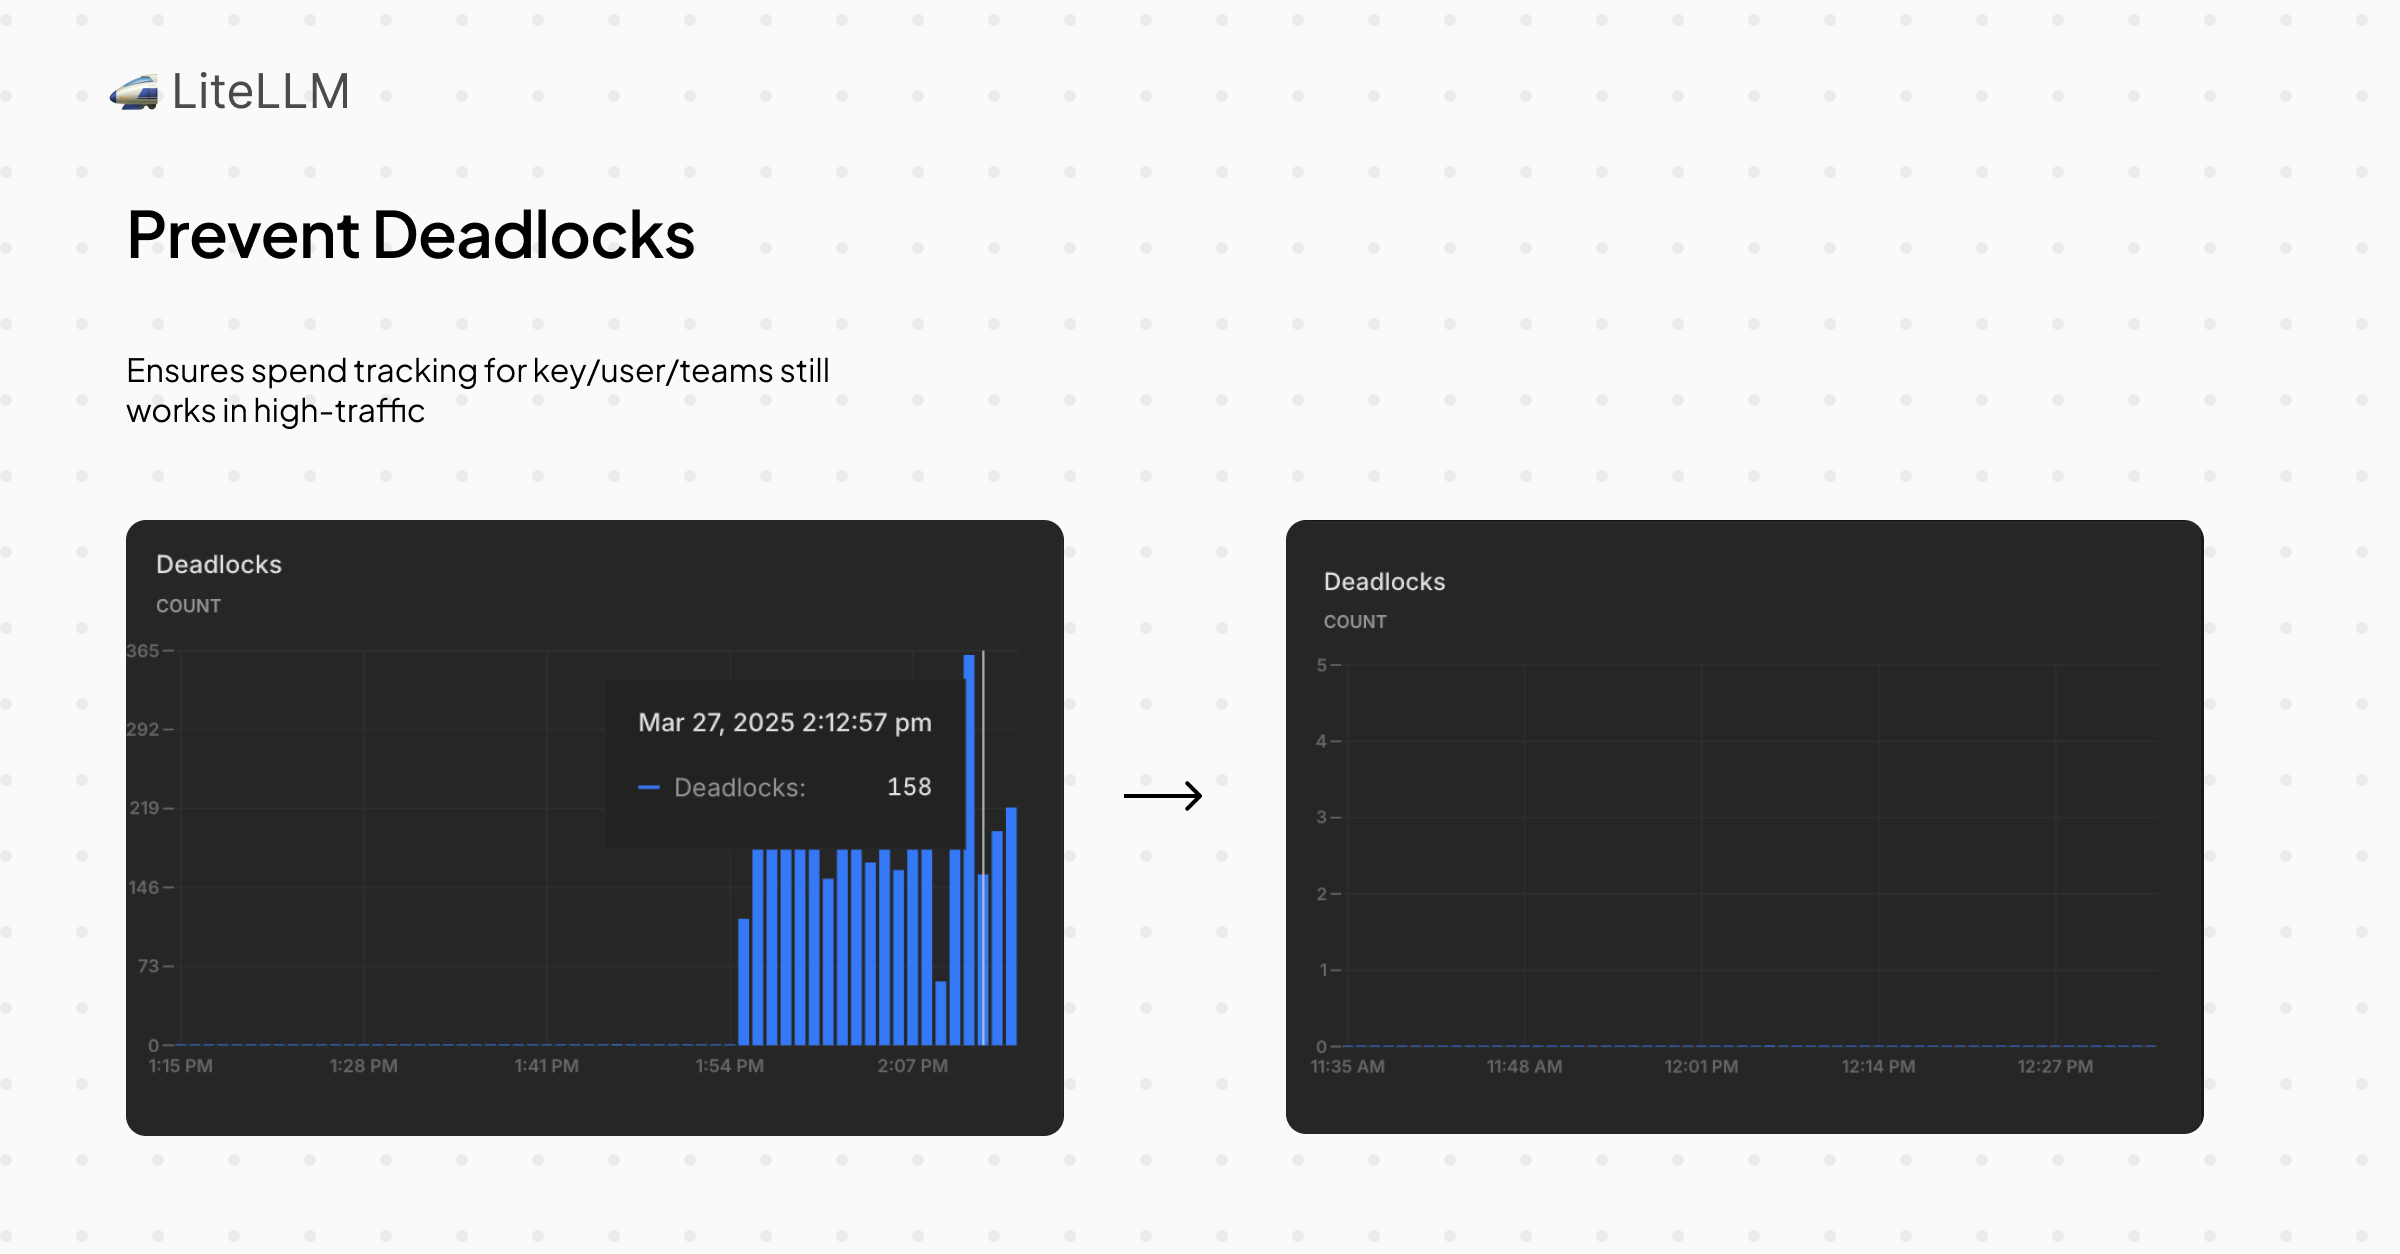 LiteLLM
Prevent Deadlocks
Ensures spend tracking for key/user/teams still
works in high-traffic
Deadlocks
COUNT
365
292
219
146
73
0
1:15 PM 1:28 PM 1:41 PM 1:54 PM 2:07 PM
Mar 27, 2025 2:12:57 pm
Deadlocks: 158
Deadlocks
COUNT
5
4
3
2
1
0
11:35 AM 11:48 AM 12:01 PM 12:14 PM 12:27 PM